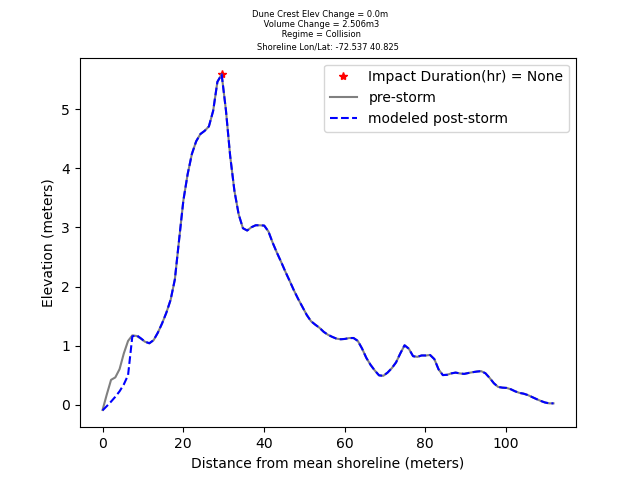 Dune Crest Elev Change = 0.0m
Volume Change = 2.506m3
Regime = Collision
Shoreline Lon/Lat: -72.537 40.825
Impact Duration(hr) = None
pre-storm
modeled post-storm
Elevation (meters)
5
4
3
2
1
0
0 20 40 60 80 100
Distance from mean shoreline (meters)